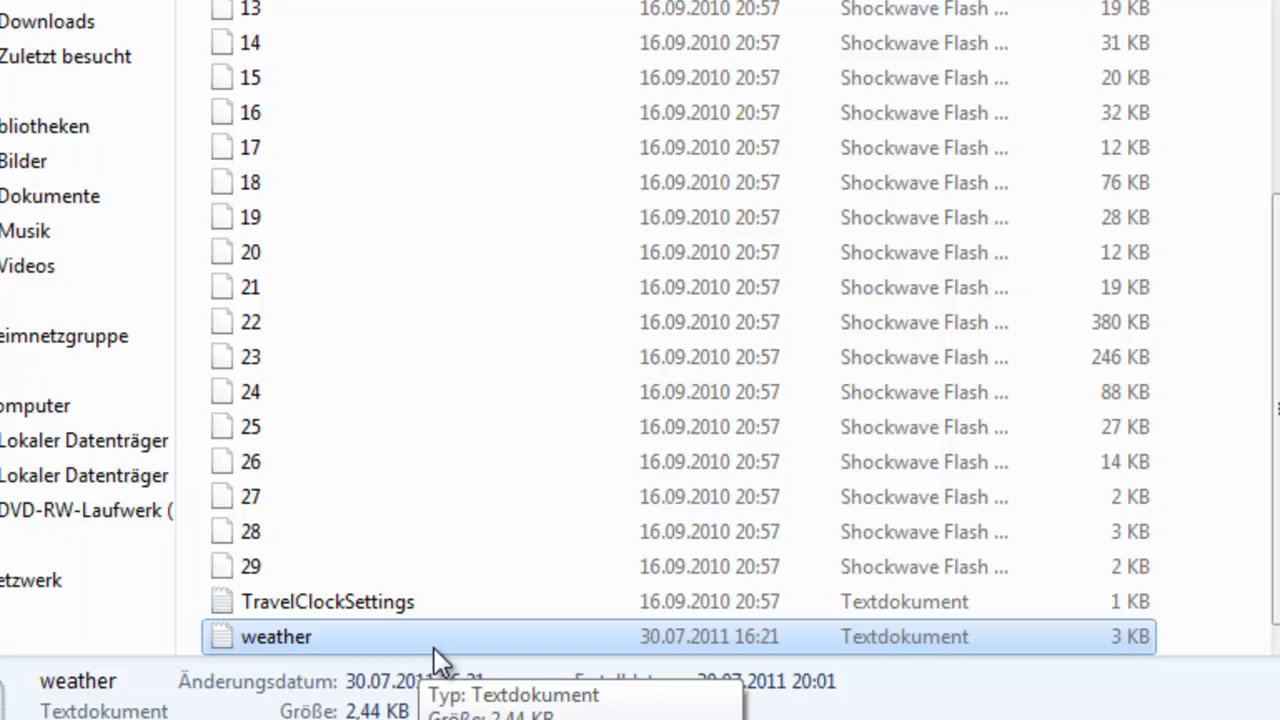 Downloads
Zuletzt besucht
bliotheken
Bilder
Dokumente
Musik
Videos
eimnetzgruppe
omputer
Lokaler Datenträger
Lokaler Datenträger
DVD-RW-Laufwerk (
etzwerk
13 16.09.2010 20:57 Shockwave Flash ... 19 KB
14 16.09.2010 20:57 Shockwave Flash ... 31 KB
15 16.09.2010 20:57 Shockwave Flash ... 20 KB
16 16.09.2010 20:57 Shockwave Flash ... 32 KB
17 16.09.2010 20:57 Shockwave Flash ... 12 KB
18 16.09.2010 20:57 Shockwave Flash ... 76 KB
19 16.09.2010 20:57 Shockwave Flash ... 28 KB
20 16.09.2010 20:57 Shockwave Flash ... 12 KB
21 16.09.2010 20:57 Shockwave Flash ... 19 KB
22 16.09.2010 20:57 Shockwave Flash ... 380 KB
23 16.09.2010 20:57 Shockwave Flash ... 246 KB
24 16.09.2010 20:57 Shockwave Flash ... 88 KB
25 16.09.2010 20:57 Shockwave Flash ... 27 KB
26 16.09.2010 20:57 Shockwave Flash ... 14 KB
27 16.09.2010 20:57 Shockwave Flash ... 2 KB
28 16.09.2010 20:57 Shockwave Flash ... 3 KB
29 16.09.2010 20:57 Shockwave Flash ... 2 KB
TravelClockSettings 16.09.2010 20:57 Textdokument 1 KB
weather 30.07.2011 16:21 Textdokument 3 KB
weather Änderungsdatum: 2011 20:01
Textdokument Größe: 2,44 KB
Typ: Textdokument
Größe: 2,44 KB